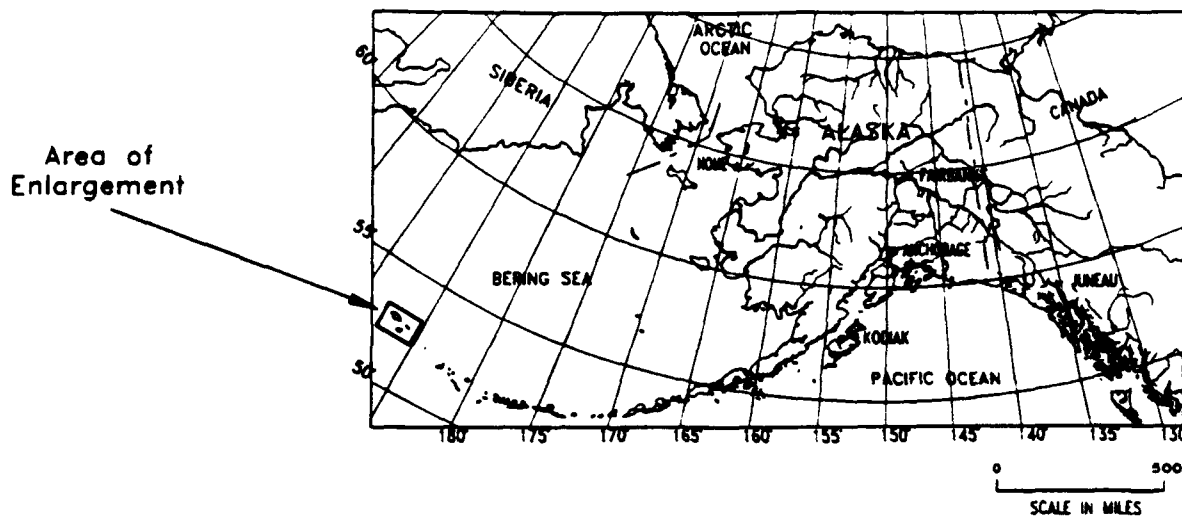 ARCTIC
OCEAN
60°
SIBERIA
CANADA
ALASKA
Area of
Enlargement
NOME
FAIRBANKS
55°
ANCHORAGE
BERING SEA
JUNEAU
KODIAK
50°
PACIFIC OCEAN
180° 175° 170° 165° 160° 155° 150° 145° 140° 135° 130
0 500
SCALE IN MILES